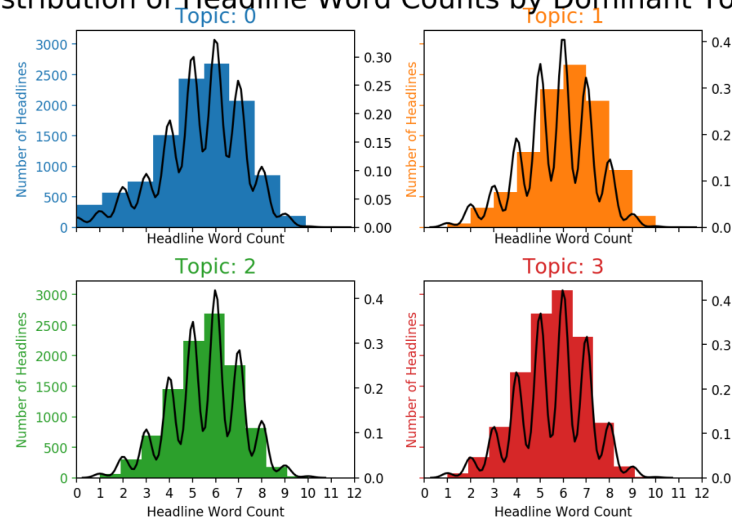 stribution of Headline Word Counts by Dominant To
Topic: 0
Topic: 1
Number of Headlines
3000
2500
2000
1500
1000
500
0
0.30
0.25
0.20
0.15
0.10
0.05
0.00
Headline Word Count
Number of Headlines
0.4
0.3
0.2
0.1
0.0
Headline Word Count
Topic: 2
Topic: 3
Number of Headlines
3000
2500
2000
1500
1000
500
0
0.4
0.3
0.2
0.1
0.0
0 1 2 3 4 5 6 7 8 9 10 11 12
Headline Word Count
Number of Headlines
0.4
0.3
0.2
0.1
0.0
0 1 2 3 4 5 6 7 8 9 10 11 12
Headline Word Count